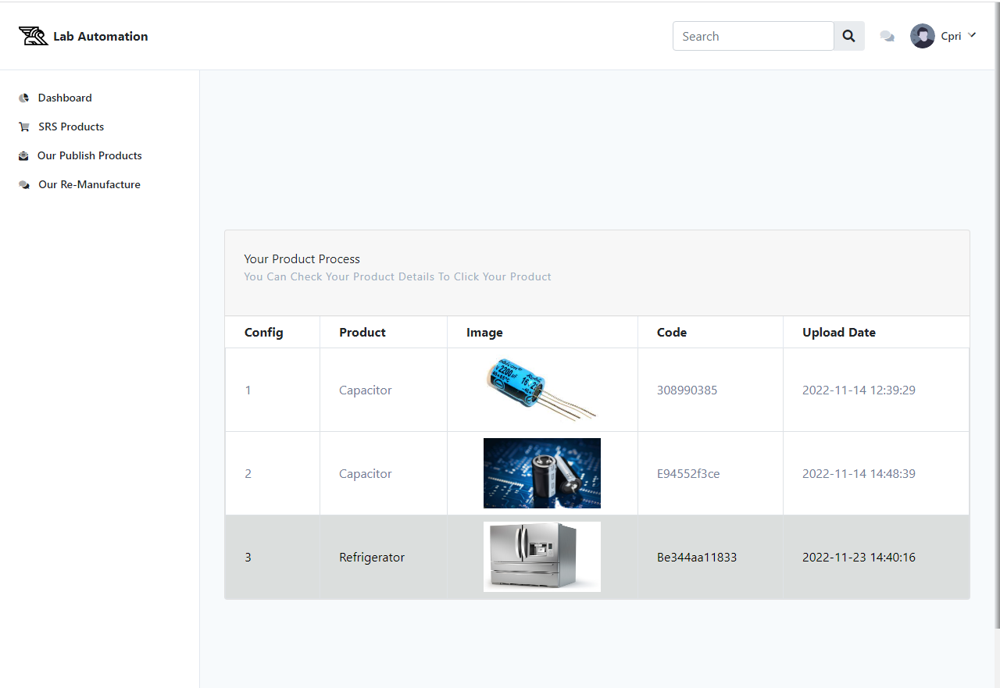 Lab Automation
Search
Cpri
Dashboard
SRS Products
Our Publish Products
Our Re-Manufacture
Your Product Process
You Can Check Your Product Details To Click Your Product
Config Product Image Code Upload Date
1 Capacitor 308990385 2022-11-14 12:39:29
2200µF
16
2 Capacitor E94552f3ce 2022-11-14 14:48:39
3 Refrigerator Be344aa11833 2022-11-23 14:40:16